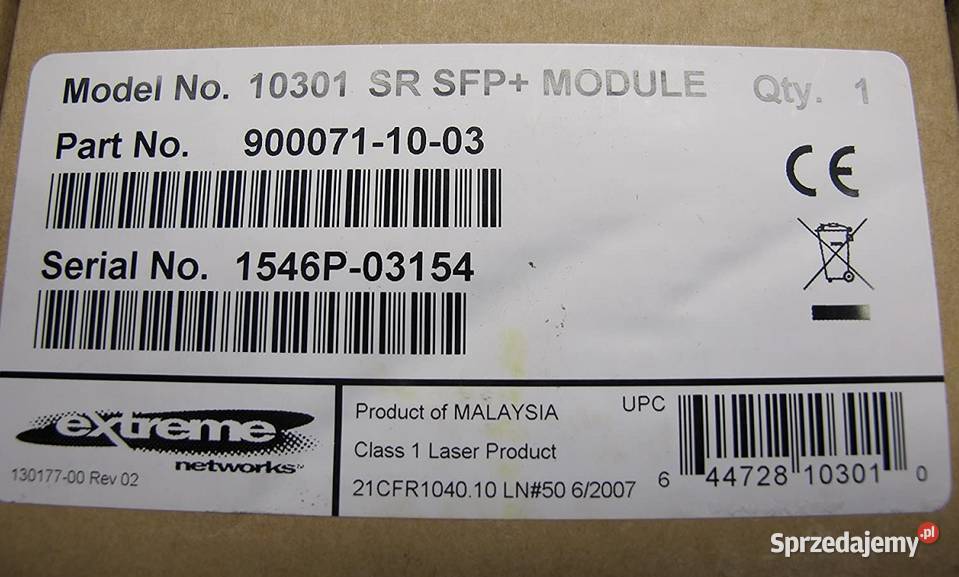 Model No. 10301 SR SFP+ MODULE Qty. 1
Part No. 900071-10-03
Serial No. 1546P-03154
CE
extreme
networks™
130177-00 Rev 02
Product of MALAYSIA
Class 1 Laser Product
21CFR1040.10 LN#50 6/2007
UPC
6 44728 10301 0
Sprzedajemy.pl